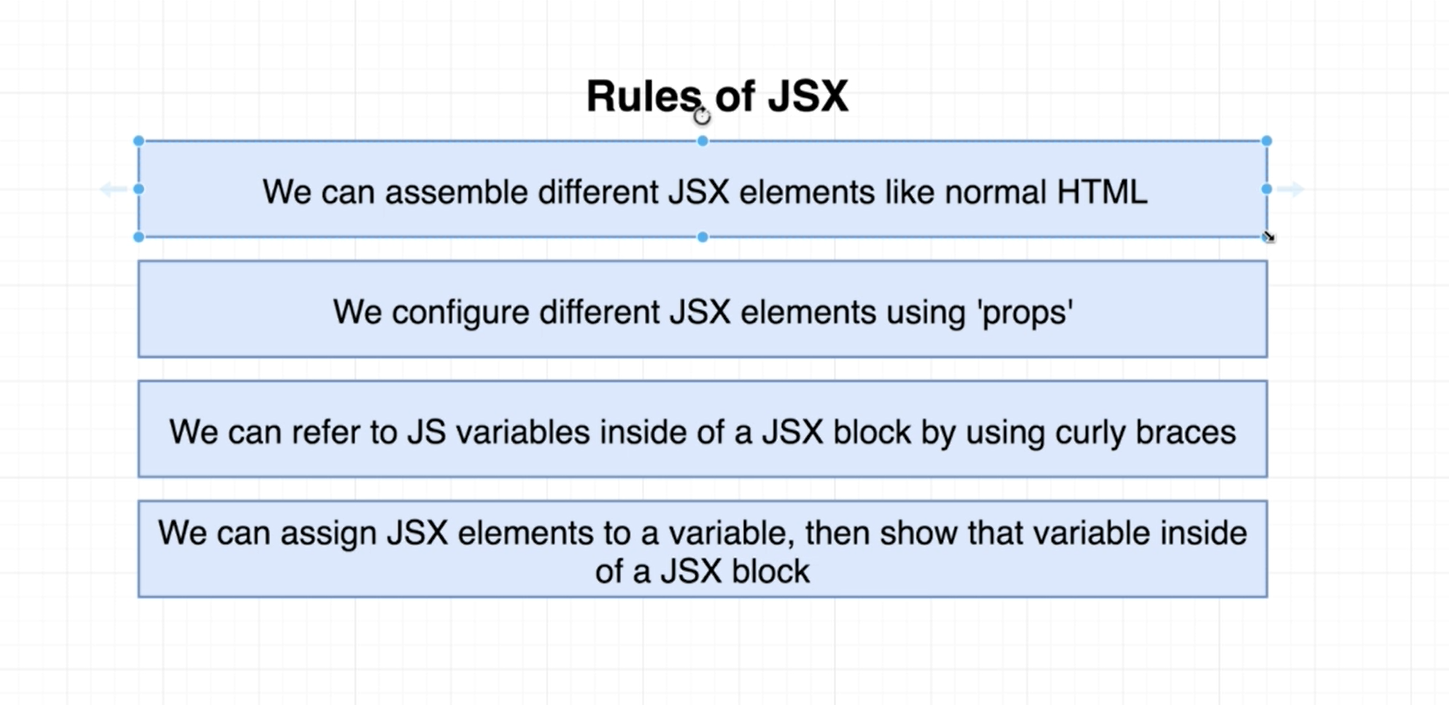 Rules of JSX
We can assemble different JSX elements like normal HTML
We configure different JSX elements using 'props'
We can refer to JS variables inside of a JSX block by using curly braces
We can assign JSX elements to a variable, then show that variable inside
of a JSX block